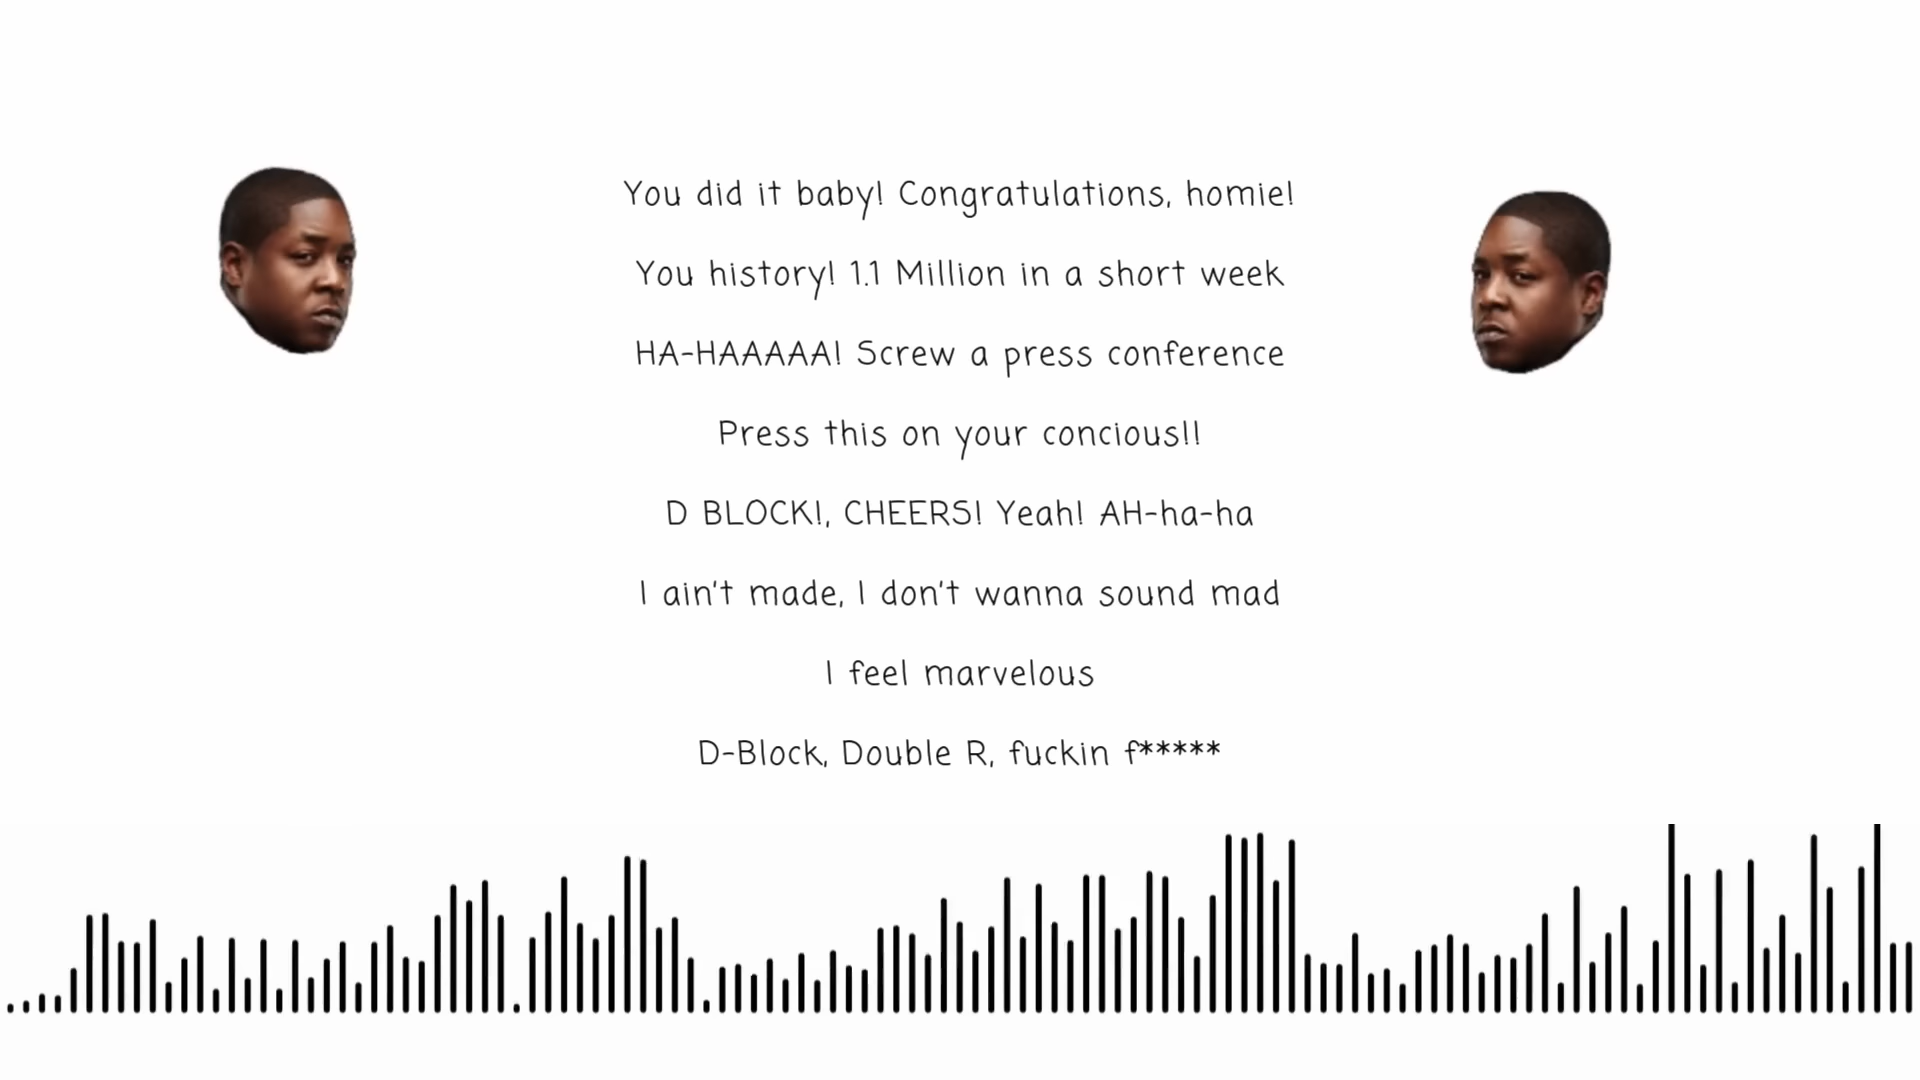 You did it baby! Congratulations, homie!
You history! 1.1 Million in a short week
HA-HAAAAA! Screw a press conference
Press this on your concious!!
D BLOCK!, CHEERS! Yeah! AH-ha-ha
I ain't made, I don't wanna sound mad
I feel marvelous
D-Block, Double R, fuckin f*****